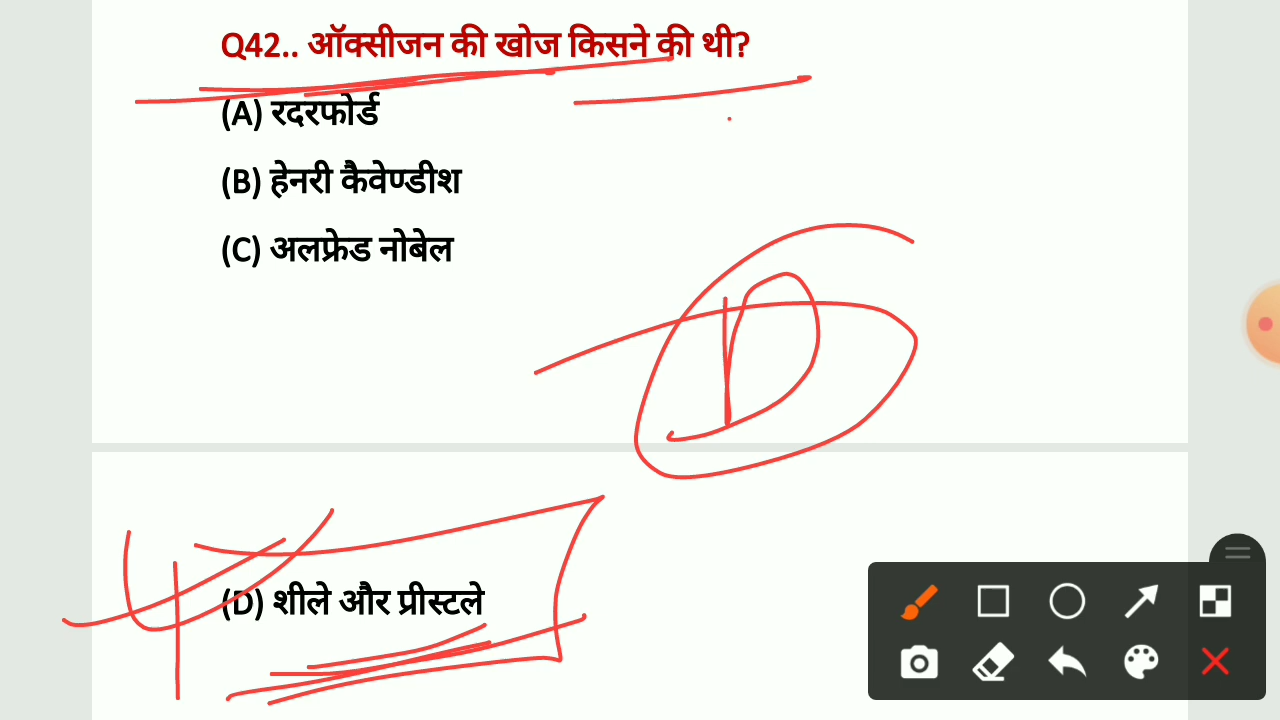 Q42.. ऑक्सीजन की खोज किसने की थी?
(A) रदरफोर्ड
(B) हेनरी कैवेण्डीश
(C) अलफ्रेड नोबेल
D
(D) शीले और प्रीस्टले